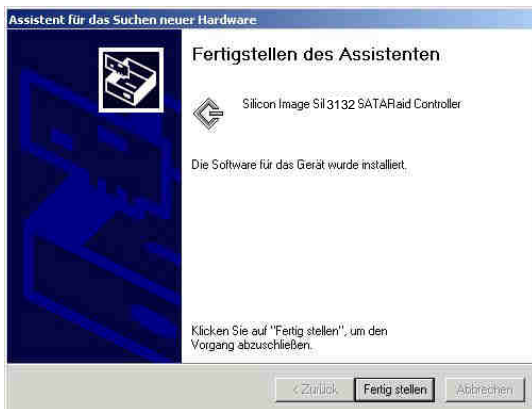 Assistent für das Suchen neuer Hardware
Fertigstellen des Assistenten
Silicon Image SiI 3132 SATARaid Controller
Die Software für das Gerät wurde installiert.
Klicken Sie auf "Fertig stellen", um den
Vorgang abzuschließen.
< Zurück
Fertig stellen
Abbrechen